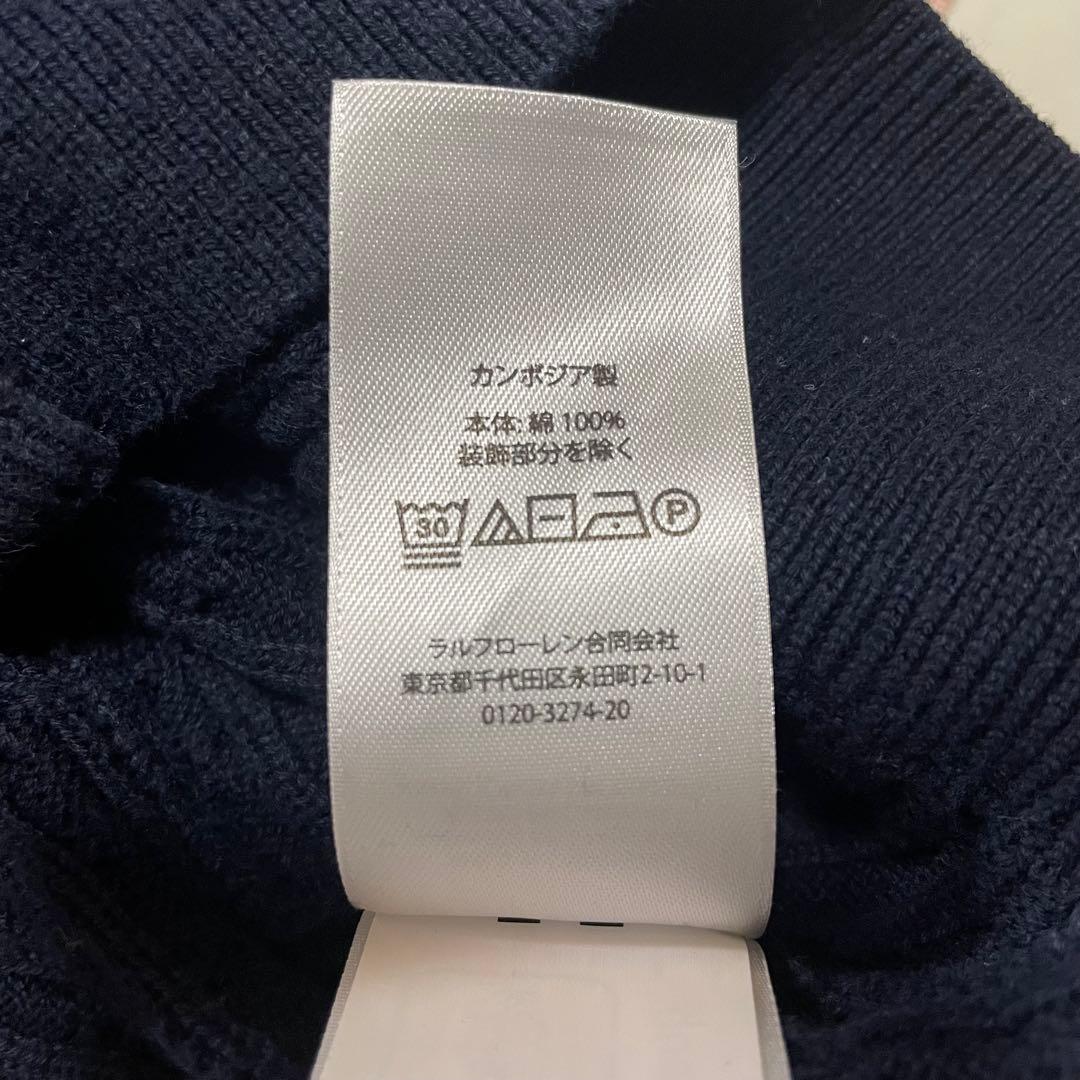 カンボジア製
本体: 綿 100%
装飾部分を除く
30 P
ラルフローレン合同会社
東京都千代田区永田町2-10-1
0120-3274-20